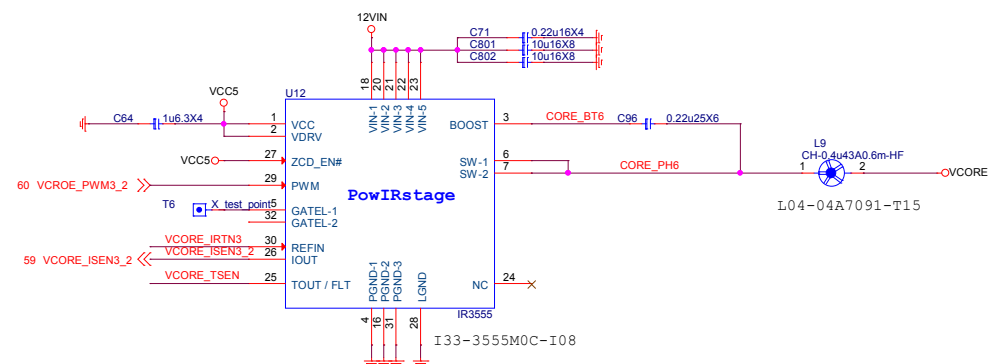 12VIN
C71 0.22u16X4
C801 10u16X8
C802 10u16X8
18 20 21 22 23
U12
VCC5
VIN-1 VIN-2 VIN-3 VIN-4 VIN-5
C64 1u6.3X4
1 VCC
2 VDRV
BOOST 3 CORE_BT6 C96 0.22u25X6
VCC5 27 ZCD_EN#
SW-1 6
SW-2 7 CORE_PH6
L9
CH-0.4u43A0.6m-HF
1 2 VCORE
L04-04A7091-T15
60 VCROE_PWM3_2 29 PWM
PowIRstage
T6 X_test_point 5 GATEL-1
32 GATEL-2
VCORE_IRTN3 30 REFIN
59 VCORE_ISEN3_2 VCORE_ISEN3_2 26 IOUT
VCORE_TSEN 25 TOUT / FLT
PGND-1 PGND-2 PGND-3 LGND
NC 24
IR3555
4 16 31 28
I33-3555M0C-I08